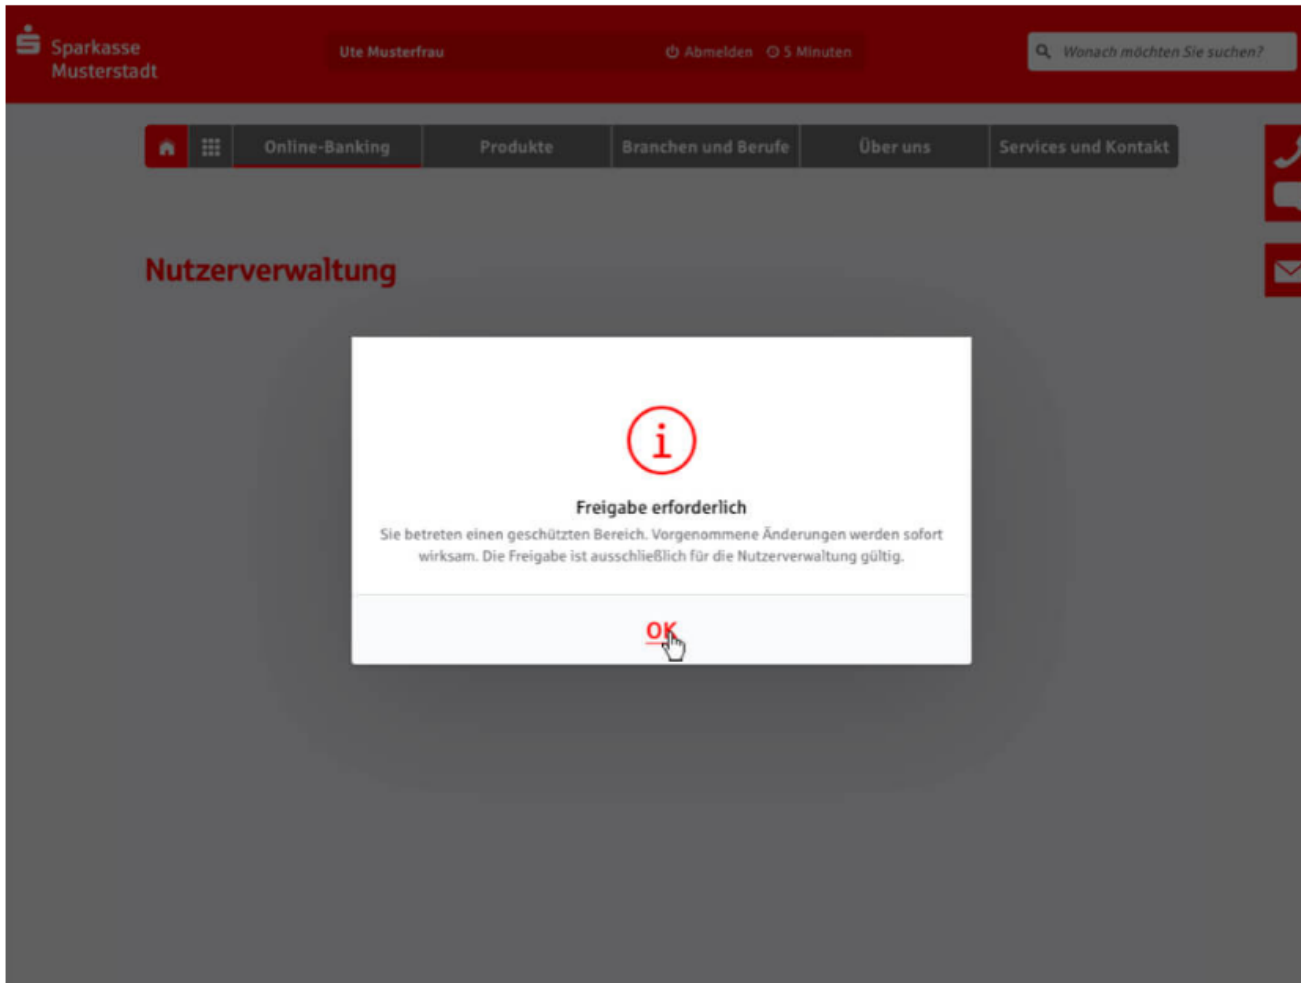 Sparkasse
Musterstadt
Ute Musterfrau
Abmelden
5 Minuten
Wonach möchten Sie suchen?
Online-Banking
Produkte
Branchen und Berufe
Über uns
Services und Kontakt
Nutzerverwaltung
Freigabe erforderlich
Sie betreten einen geschützten Bereich. Vorgenommene Änderungen werden sofort
wirksam. Die Freigabe ist ausschließlich für die Nutzerverwaltung gültig.
OK